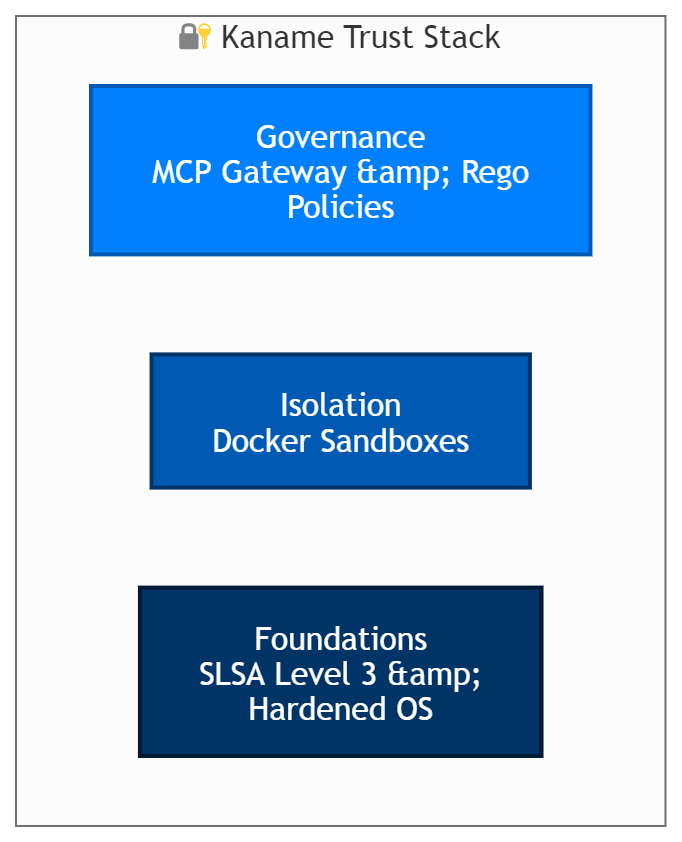 🔐 Kaname Trust Stack
Governance
MCP Gateway &amp; Rego
Policies
Isolation
Docker Sandboxes
Foundations
SLSA Level 3 &amp;
Hardened OS